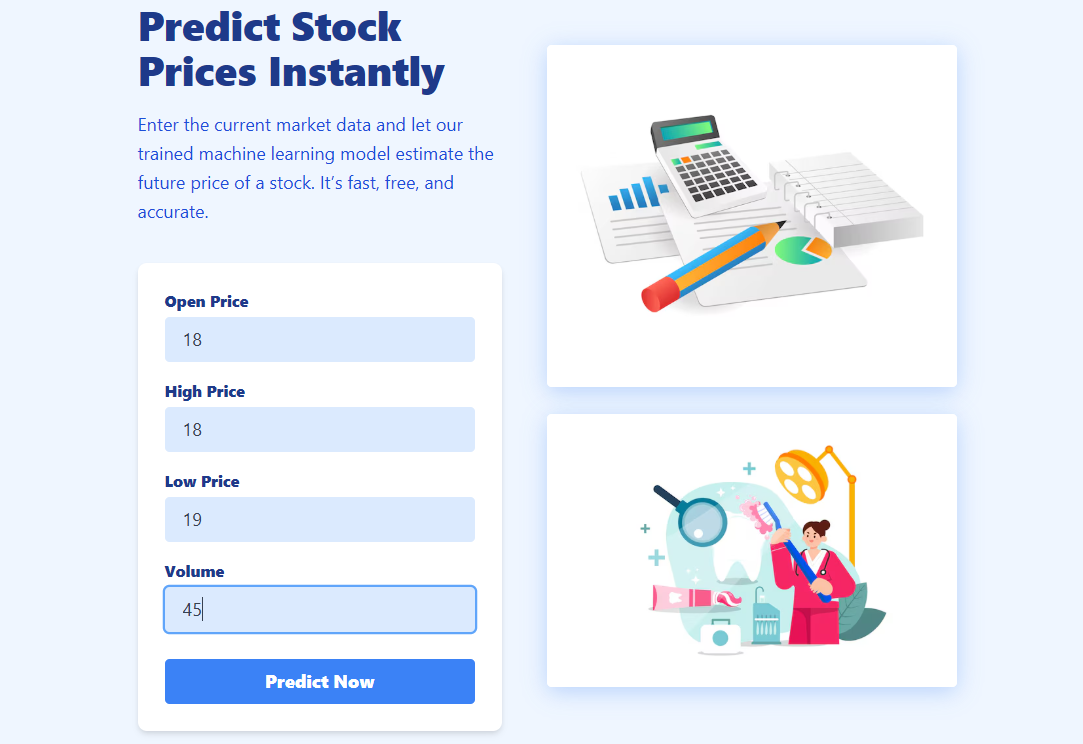 Predict Stock
Prices Instantly
Enter the current market data and let our
trained machine learning model estimate the
future price of a stock. It’s fast, free, and
accurate.
Open Price
18
High Price
18
Low Price
19
Volume
45
Predict Now